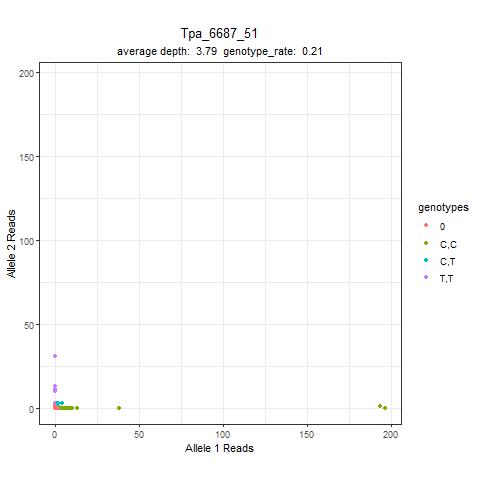 Tpa_6687_51
average depth: 3.79 genotype_rate: 0.21
200
150
100
50
0
Allele 2 Reads
0 50 100 150 200
Allele 1 Reads
genotypes
0
C,C
C,T
T,T